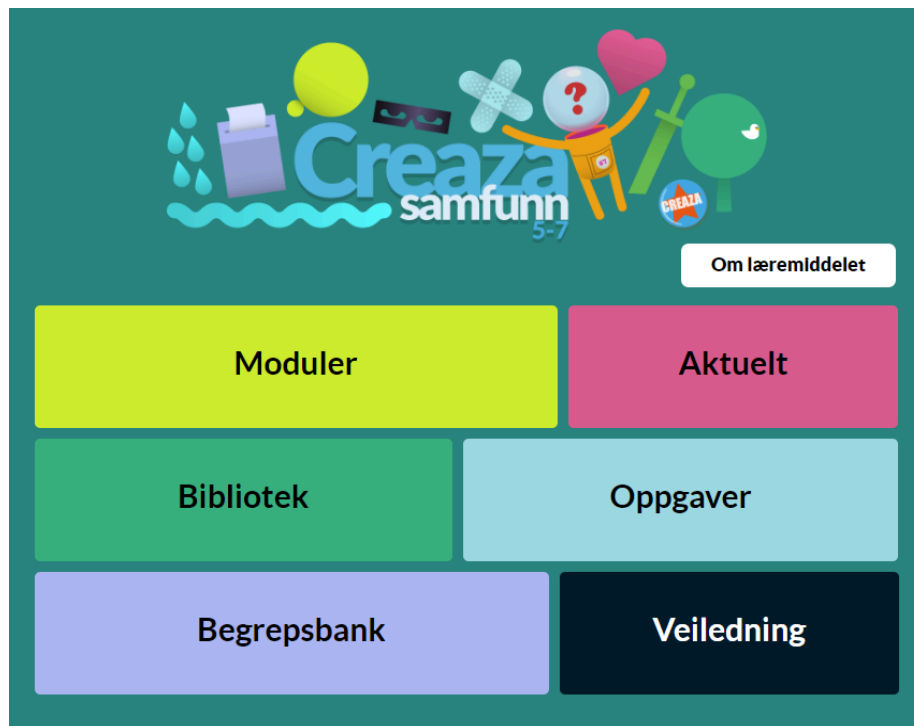 ?
Creaza
samfunn
5-7
CREAZA
Om læremiddelet
Moduler
Aktuelt
Bibliotek
Oppgaver
Begrepsbank
Veiledning